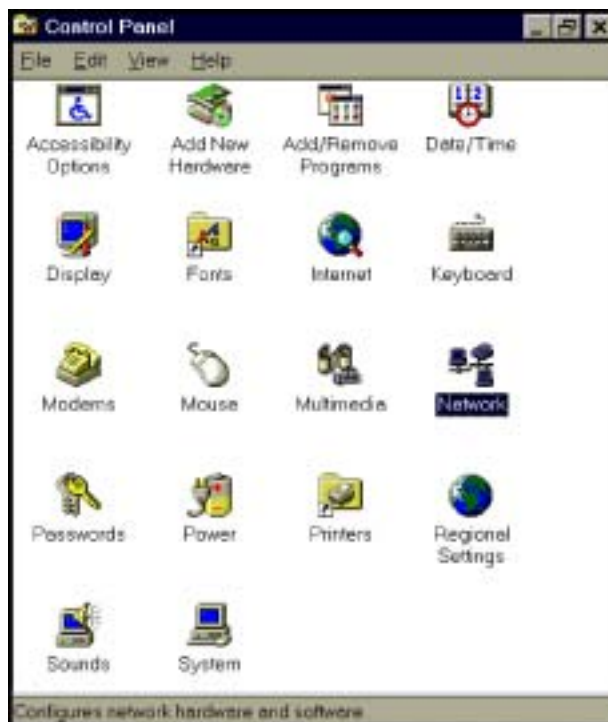 Control Panel
File Edit View Help
Accessibility Options
Add New Hardware
Add/Remove Programs
Date/Time
Display
Fonts
Internet
Keyboard
Modems
Mouse
Multimedia
Network
Passwords
Power
Printers
Regional Settings
Sounds
System
Configures network hardware and software